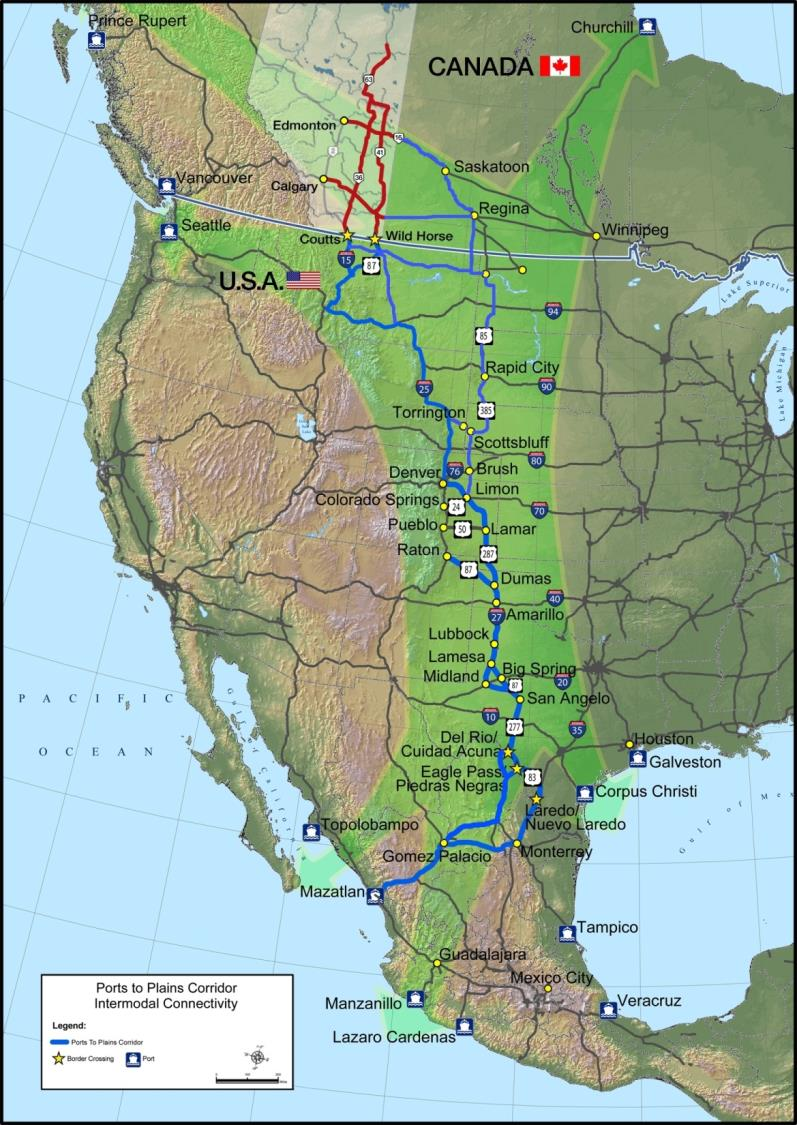 Prince Rupert
Churchill
CANADA
63
Edmonton
16
2
41
36
Saskatoon
Calgary
Vancouver
Regina
Seattle
Coutts
Wild Horse
Winnipeg
15
87
U.S.A.
Lake Superior
94
85
Lake Michigan
Rapid City
25
90
Torrington
385
Scottsbluff
80
Denver
76
Brush
Limon
Colorado Springs
24
70
Pueblo
50
Lamar
Raton
287
87
Dumas
40
27
Amarillo
Lubbock
Lamesa
Big Spring
Midland
87
20
San Angelo
PACIFIC
OCEAN
10
277
35
Del Rio/
Cuidad Acuna
Houston
Galveston
Eagle Pass
Piedras Negras
83
Corpus Christi
Gulf of Mex
Laredo/
Nuevo Laredo
Topolobampo
Gomez Palacio
Monterrey
Mazatlan
Tampico
Guadalajara
Mexico City
Manzanillo
Veracruz
Lazaro Cardenas
Ports to Plains Corridor
Intermodal Connectivity
Legend:
Ports To Plains Corridor
Border Crossing
Port